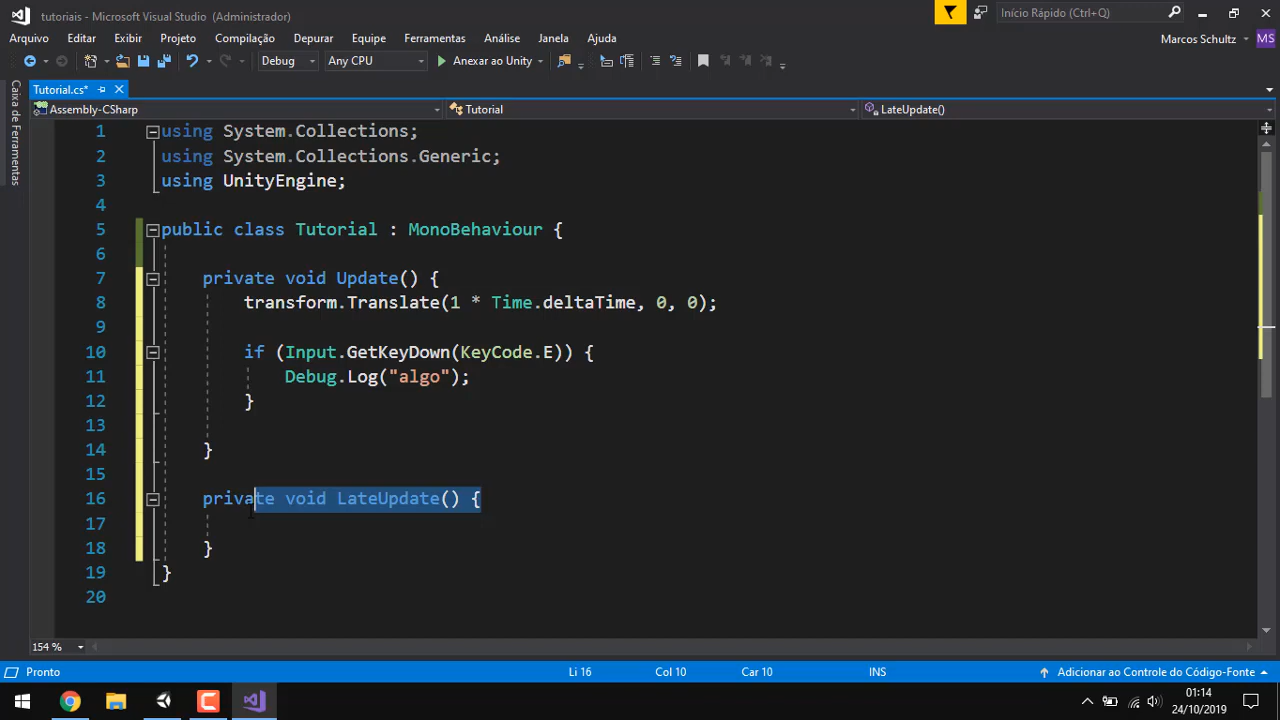 tutoriais - Microsoft Visual Studio (Administrador)
Início Rápido (Ctrl+Q)
Arquivo Editar Exibir Projeto Compilação Depurar Equipe Ferramentas Análise Janela Ajuda
Marcos Schultz MS
Debug Any CPU Anexar ao Unity
Caixa de Ferramentas
Tutorial.cs*
Assembly-CSharp Tutorial LateUpdate()
1 using System.Collections;
2 using System.Collections.Generic;
3 using UnityEngine;
4
5 public class Tutorial : MonoBehaviour {
6
7 private void Update() {
8 transform.Translate(1 * Time.deltaTime, 0, 0);
9
10 if (Input.GetKeyDown(KeyCode.E)) {
11 Debug.Log("algo");
12 }
13
14 }
15
16 private void LateUpdate() {
17
18 }
19 }
20
154 %
Pronto Li 16 Col 10 Car 10 INS Adicionar ao Controle do Código-Fonte
01:14
24/10/2019